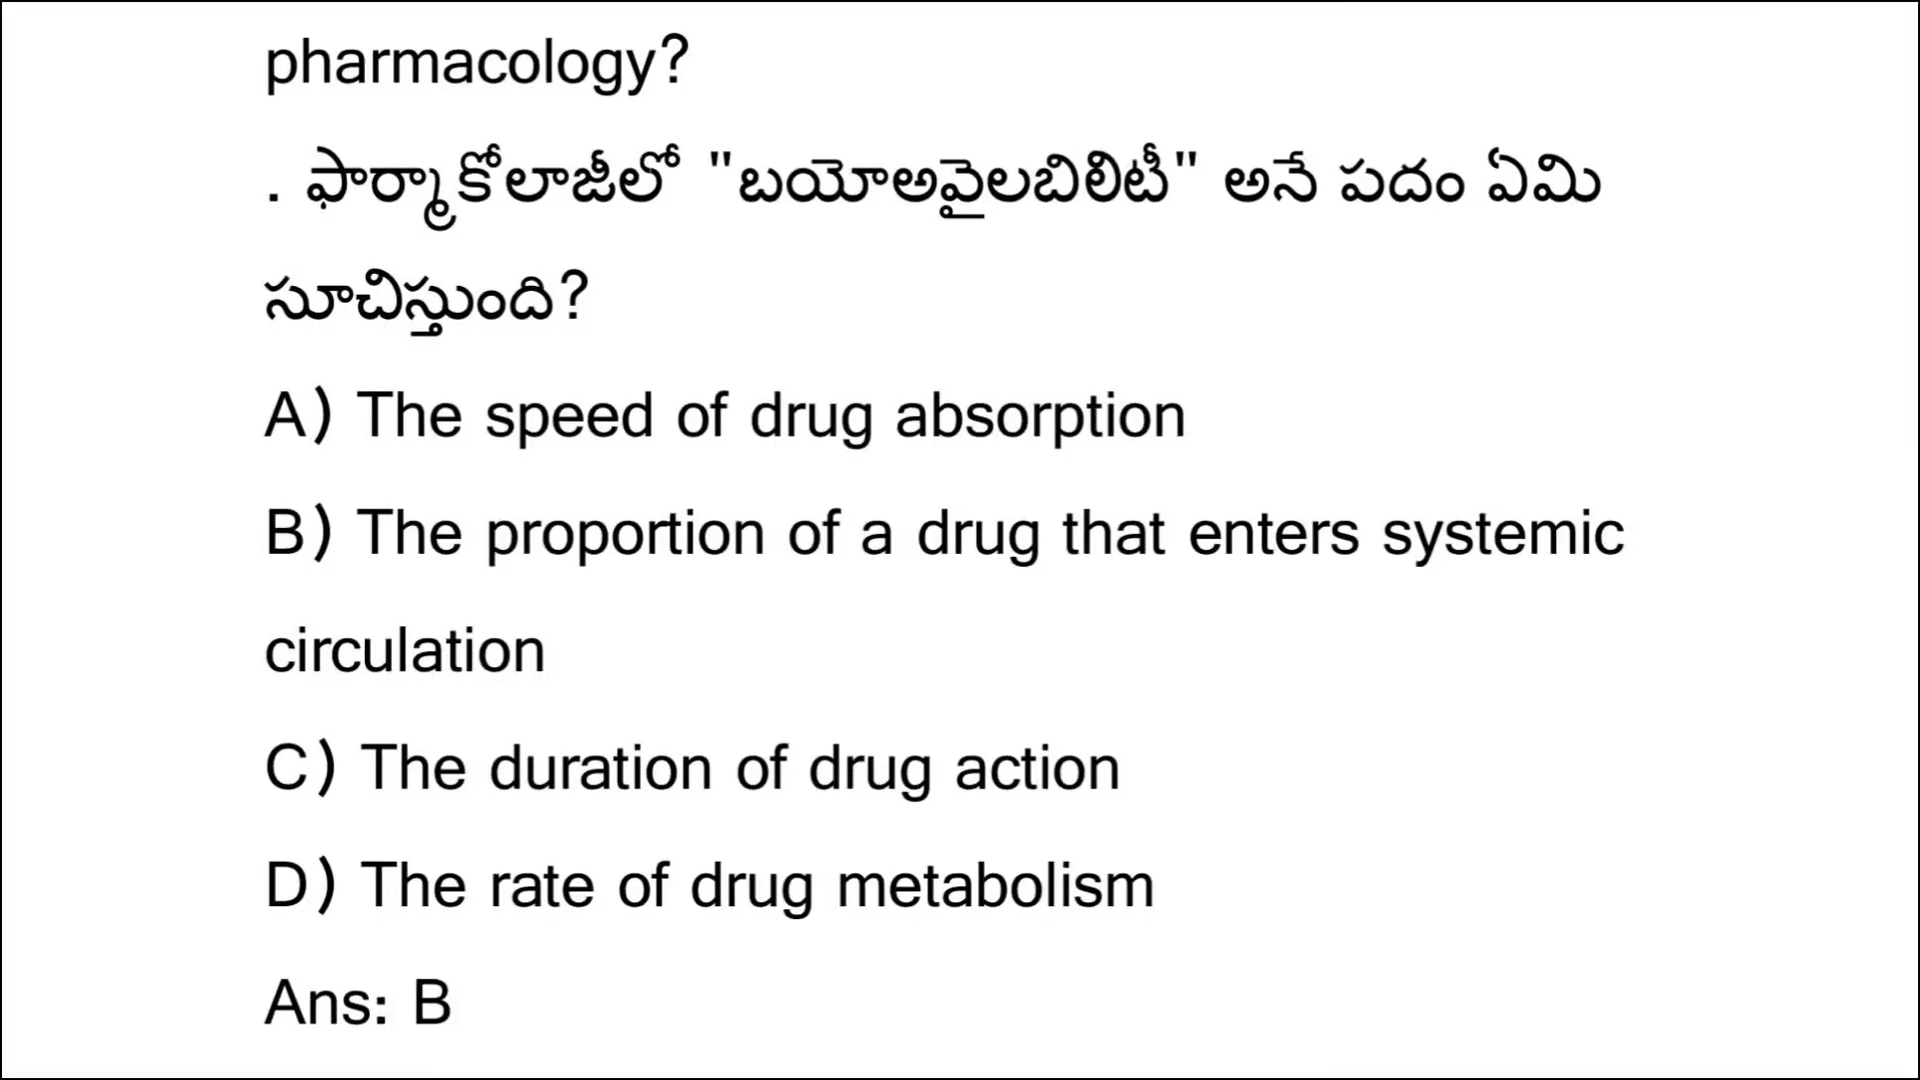 pharmacology?
. ఫార్మాకోలాజీలో "బయోఅవైలబిలిటీ" అనే పదం ఏమి
సూచిస్తుంది?
A) The speed of drug absorption
B) The proportion of a drug that enters systemic
circulation
C) The duration of drug action
D) The rate of drug metabolism
Ans: B